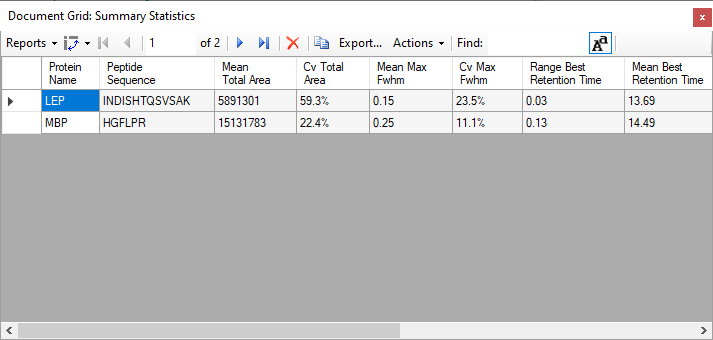 Document Grid: Summary Statistics
Reports 1 of 2 Export... Actions Find: Aa
Protein Name Peptide Sequence Mean Total Area Cv Total Area Mean Max Fwhm Cv Max Fwhm Range Best Retention Time Mean Best Retention Time
LEP INDISHTQSVSAK 5891301 59.3% 0.15 23.5% 0.03 13.69
MBP HGFLPR 15131783 22.4% 0.25 11.1% 0.13 14.49